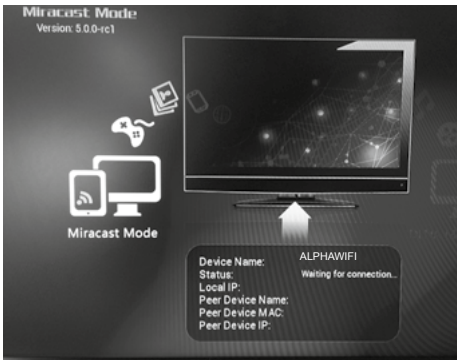 Miracast Mode
Version: 5.0.0-rc1
Miracast Mode
Device Name: ALPHAWIFI
Status: Waiting for connection...
Local IP:
Peer Device Name:
Peer Device MAC:
Peer Device IP: